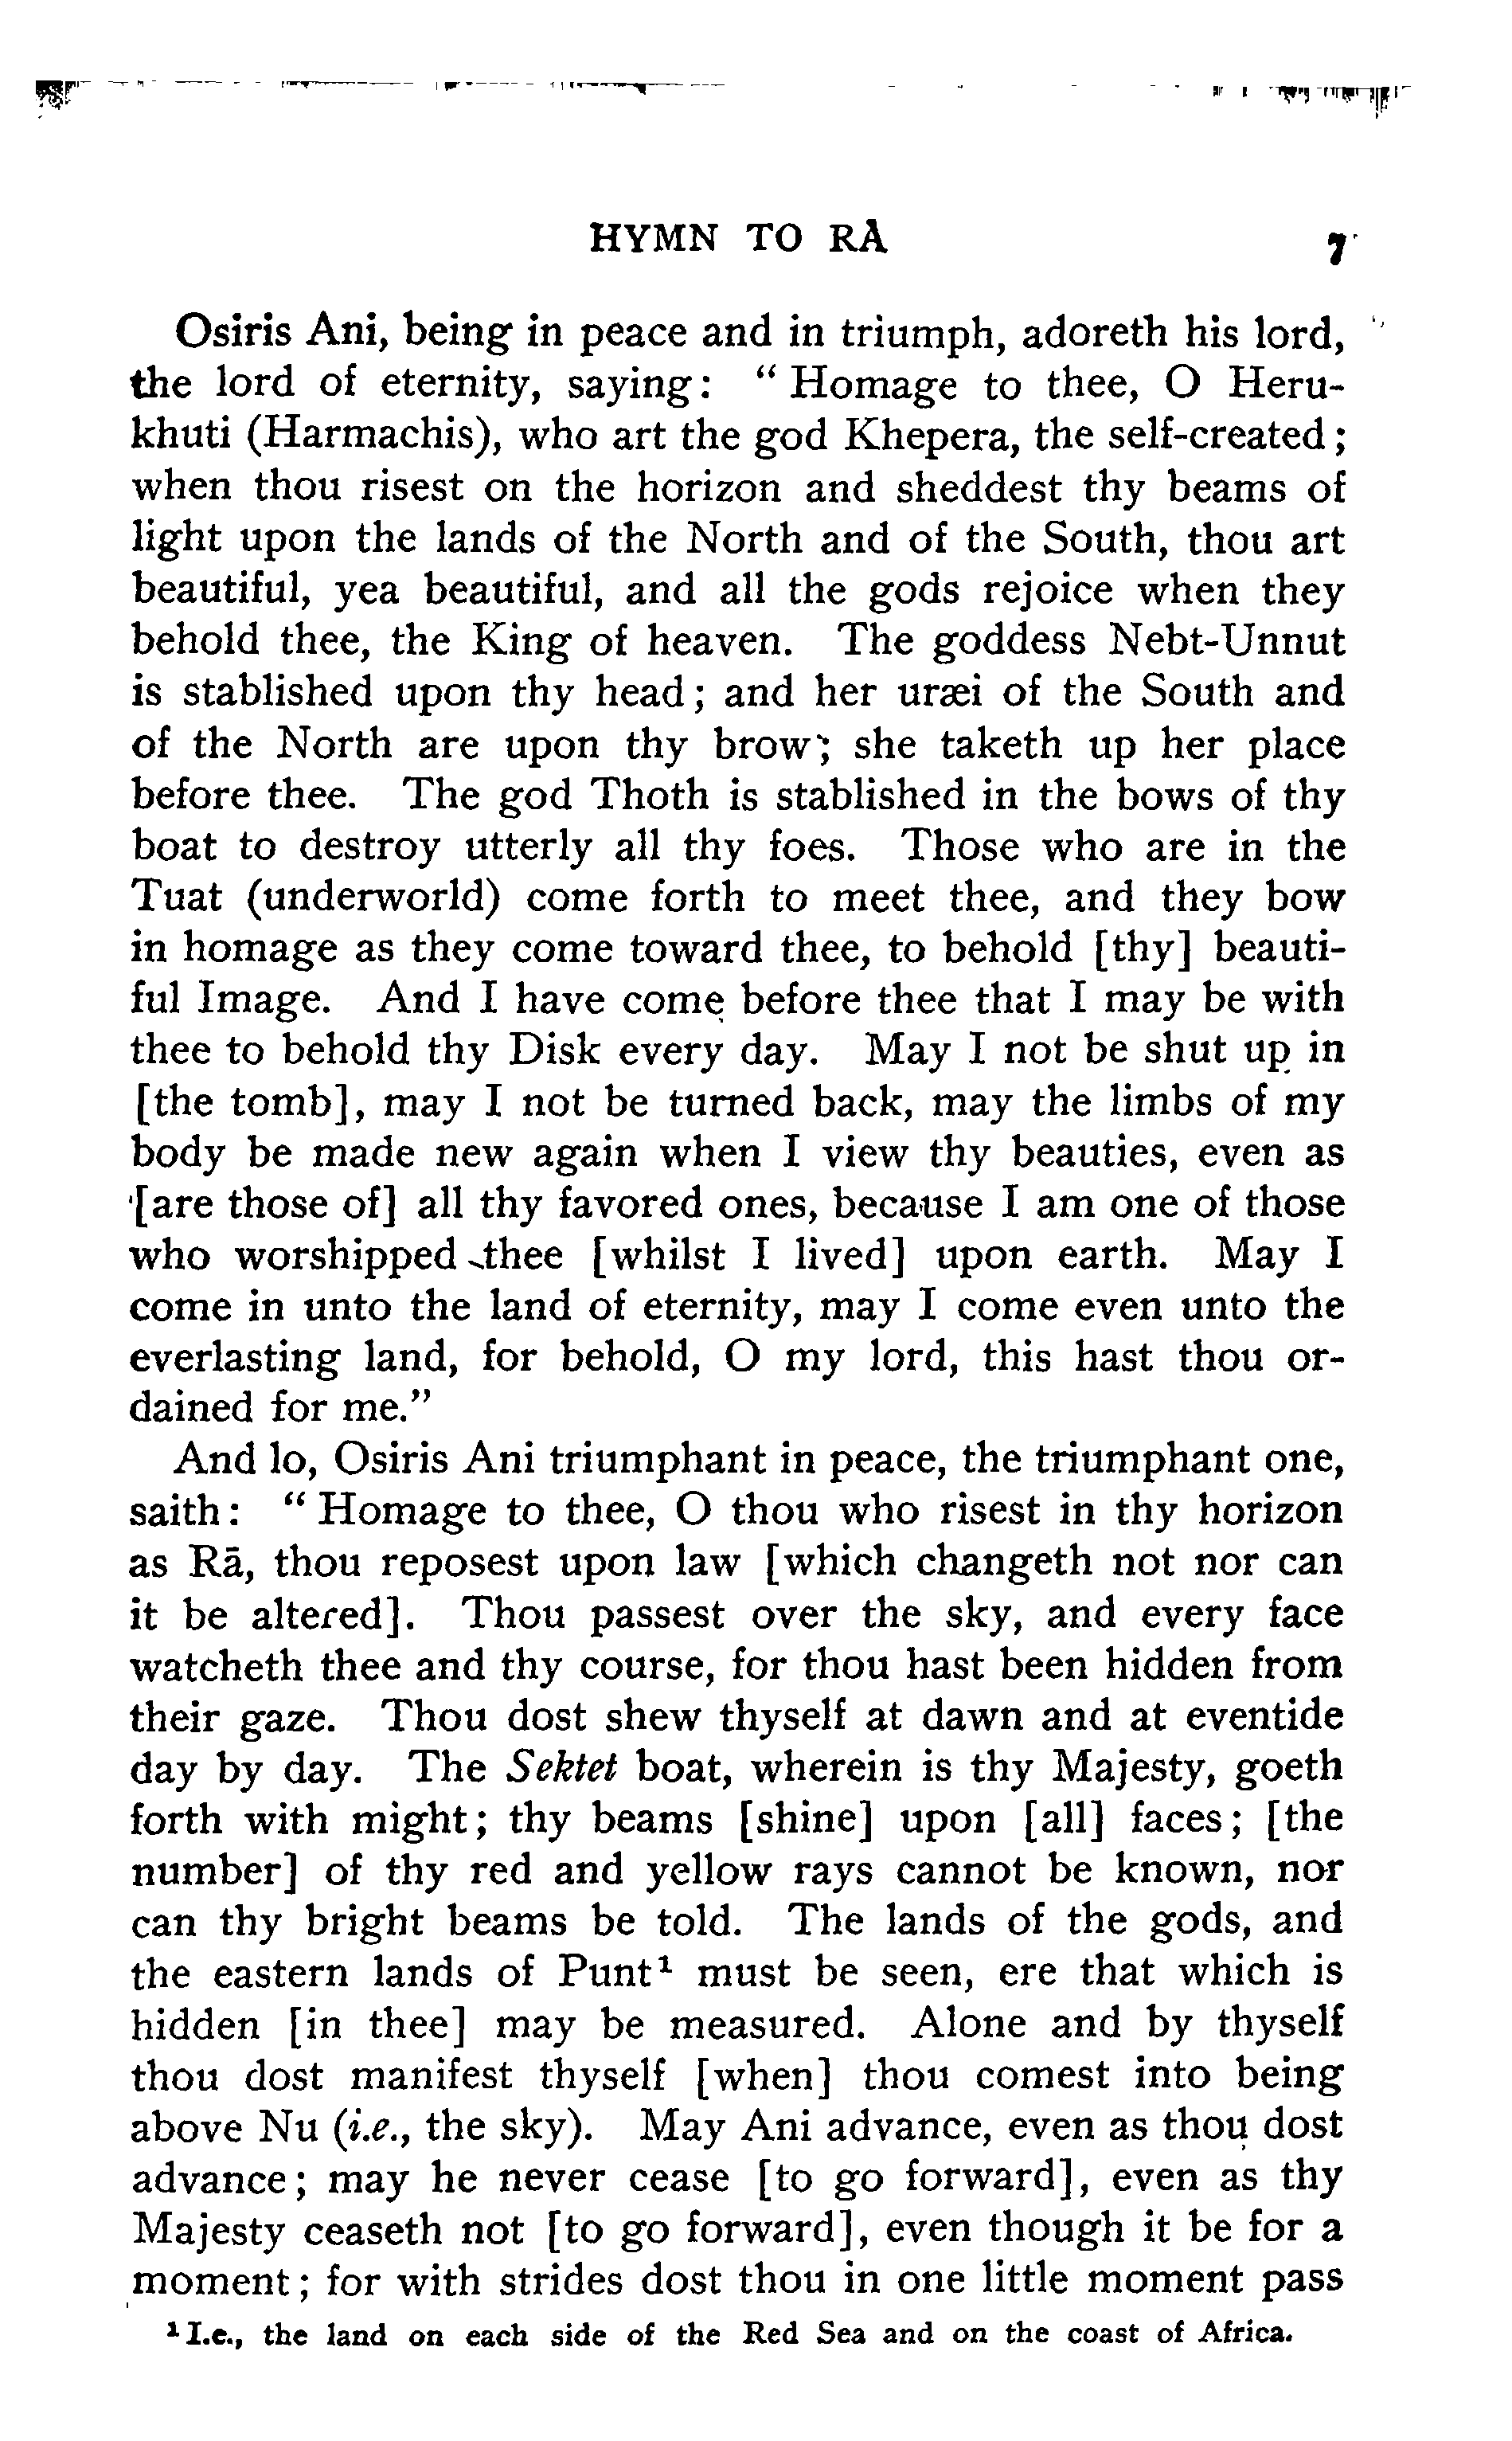 HYMN TO RĀ 7
Osiris Ani, being in peace and in triumph, adoreth his lord,
the lord of eternity, saying: "Homage to thee, O Heru-
khuti (Harmachis), who art the god Khepera, the self-created;
when thou risest on the horizon and sheddest thy beams of
light upon the lands of the North and of the South, thou art
beautiful, yea beautiful, and all the gods rejoice when they
behold thee, the King of heaven. The goddess Nebt-Unnut
is stablished upon thy head; and her uræi of the South and
of the North are upon thy brow; she taketh up her place
before thee. The god Thoth is stablished in the bows of thy
boat to destroy utterly all thy foes. Those who are in the
Tuat (underworld) come forth to meet thee, and they bow
in homage as they come toward thee, to behold [thy] beauti-
ful Image. And I have come before thee that I may be with
thee to behold thy Disk every day. May I not be shut up in
[the tomb], may I not be turned back, may the limbs of my
body be made new again when I view thy beauties, even as
[are those of] all thy favored ones, because I am one of those
who worshipped thee [whilst I lived] upon earth. May I
come in unto the land of eternity, may I come even unto the
everlasting land, for behold, O my lord, this hast thou or-
dained for me."
And lo, Osiris Ani triumphant in peace, the triumphant one,
saith: "Homage to thee, O thou who risest in thy horizon
as Rā, thou reposest upon law [which changeth not nor can
it be altered]. Thou passest over the sky, and every face
watcheth thee and thy course, for thou hast been hidden from
their gaze. Thou dost shew thyself at dawn and at eventide
day by day. The Sektet boat, wherein is thy Majesty, goeth
forth with might; thy beams [shine] upon [all] faces; [the
number] of thy red and yellow rays cannot be known, nor
can thy bright beams be told. The lands of the gods, and
the eastern lands of Punt¹ must be seen, ere that which is
hidden [in thee] may be measured. Alone and by thyself
thou dost manifest thyself [when] thou comest into being
above Nu (i.e., the sky). May Ani advance, even as thou dost
advance; may he never cease [to go forward], even as thy
Majesty ceaseth not [to go forward], even though it be for a
moment; for with strides dost thou in one little moment pass
¹ I.e., the land on each side of the Red Sea and on the coast of Africa.